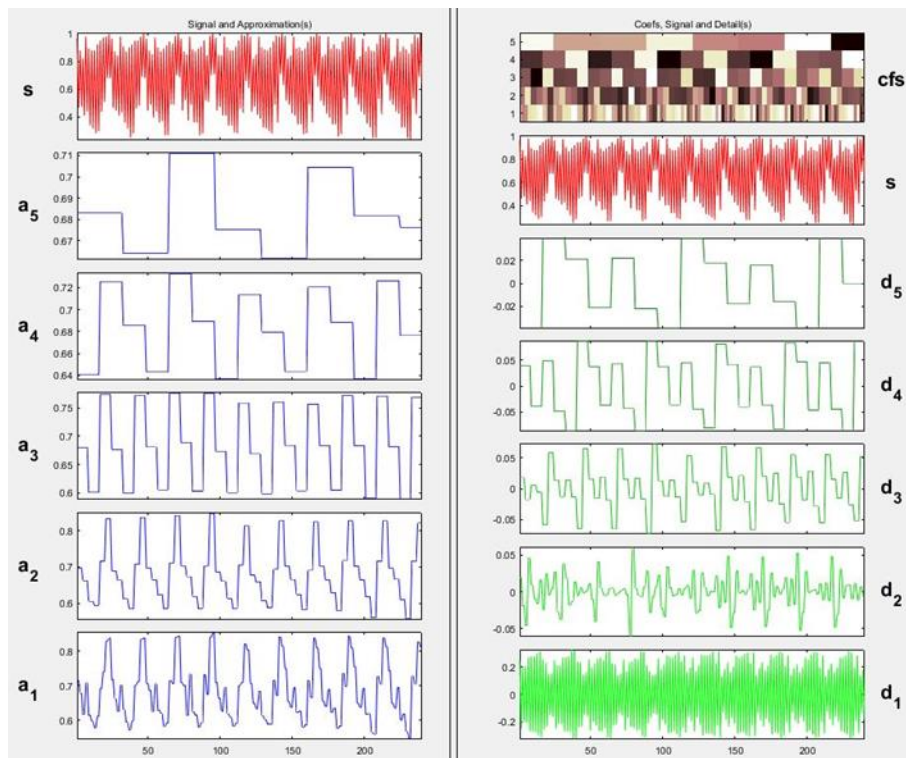 Signal and Approximation(s)
s
1
0.8
0.6
0.4
a5
0.71
0.7
0.69
0.68
0.67
a4
0.72
0.7
0.68
0.66
0.64
a3
0.75
0.7
0.65
0.6
a2
0.8
0.7
0.6
a1
0.8
0.7
0.6
50 100 150 200
Coefs, Signal and Detail(s)
5
4
3
2
1
cfs
1
0.8
0.6
0.4
s
0.02
0
-0.02
d5
0.05
0
-0.05
d4
0.05
0
-0.05
d3
0.05
0
-0.05
d2
0.2
0
-0.2
d1
50 100 150 200